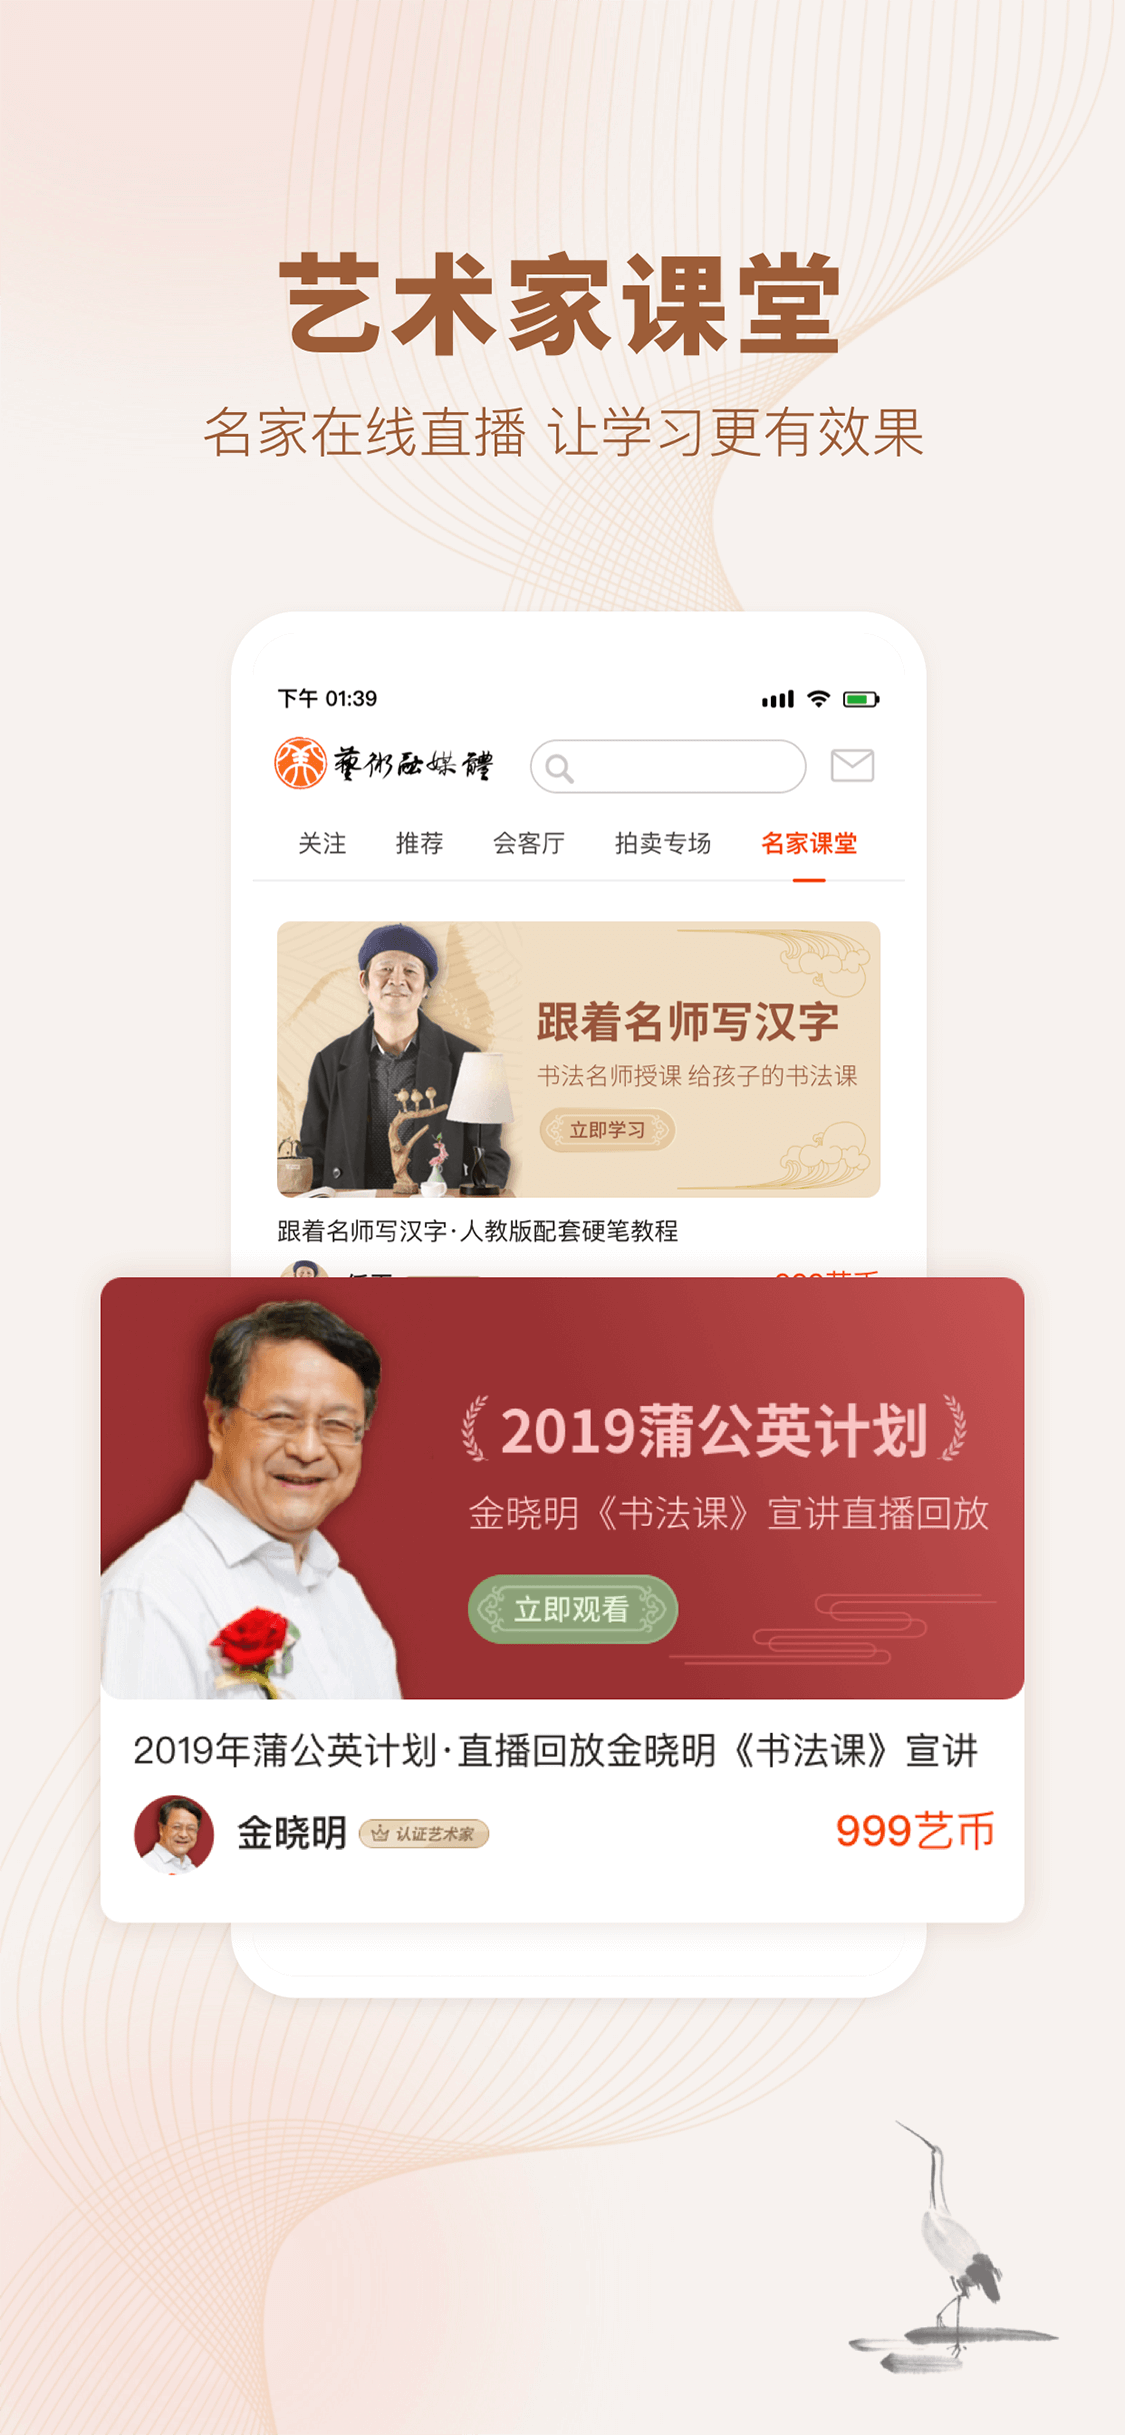 艺术家课堂
名家在线直播 让学习更有效果
下午 01:39
藝術融媒體
关注 推荐 会客厅 拍卖专场 名家课堂
跟着名师写汉字
书法名师授课 给孩子的书法课
立即学习
跟着名师写汉字·人教版配套硬笔教程
999艺币
2019蒲公英计划
金晓明《书法课》宣讲直播回放
立即观看
2019年蒲公英计划·直播回放金晓明《书法课》宣讲
金晓明 认证艺术家 999艺币